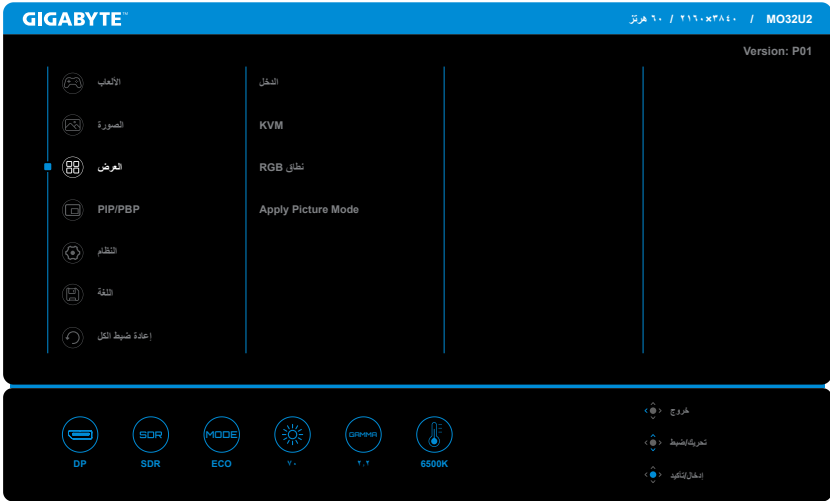 GIGABYTE™
MO32U2 / ٣٨٤٠×٢١٦٠ / ٦٠ هرتز
Version: P01
الألعاب
الصورة
العرض
PIP/PBP
النظام
اللغة
إعادة ضبط الكل
الدخل
KVM
نطاق RGB
Apply Picture Mode
SDR
MODE
GAMMA
DP
SDR
ECO
٧٠
٢,٢
6500K
خروج
تحريك/ضبط
إدخال/تأكيد